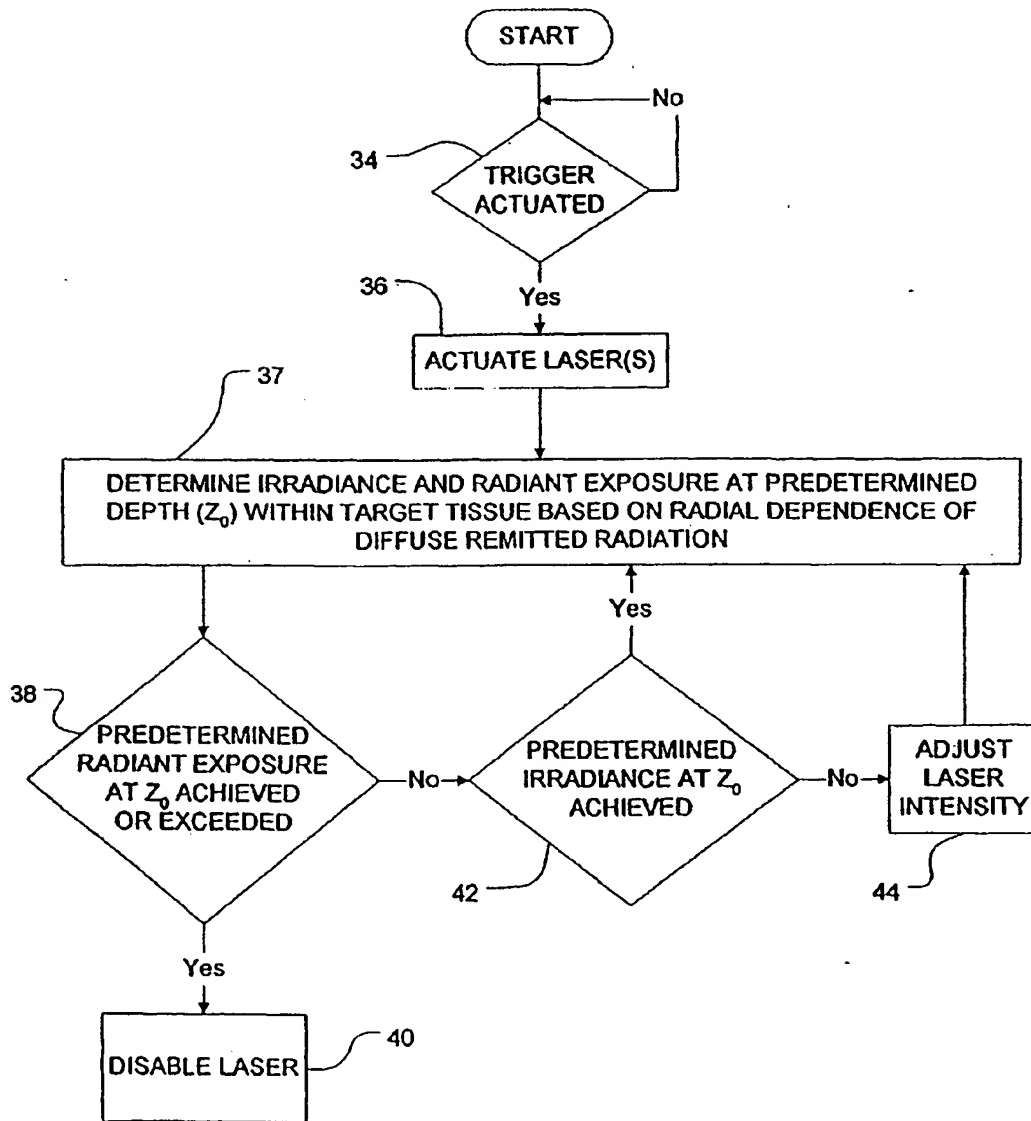 START
No
34
TRIGGER
ACTUATED
Yes
36
ACTUATE LASER(S)
37
DETERMINE IRRADIANCE AND RADIANT EXPOSURE AT PREDETERMINED
DEPTH (Z₀) WITHIN TARGET TISSUE BASED ON RADIAL DEPENDENCE OF
DIFFUSE REMITTED RADIATION
Yes
38
PREDETERMINED
RADIANT EXPOSURE
AT Z₀ ACHIEVED
OR EXCEEDED
No
PREDETERMINED
IRRADIANCE AT Z₀
ACHIEVED
No
ADJUST
LASER
INTENSITY
42
44
Yes
DISABLE LASER
40